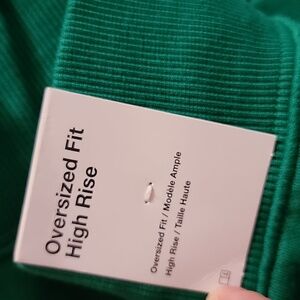 Oversized Fit
High Rise
Oversized Fit / Modèle Ample
High Rise / Taille Haute